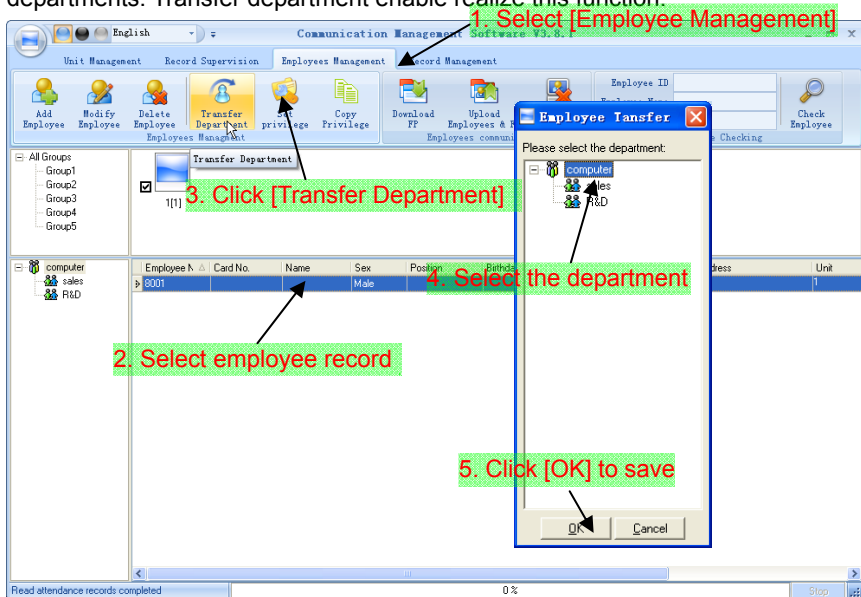 departments. Transfer department enable realize this function.
1. Select [Employee Management]
English
Communication Management Software V3.8.1
Unit Management Record Supervision Employees Management Record Management
Add Employee
Modify Employee
Delete Employee
Transfer Department
Set privilege
Copy Privilege
Employees Managment
Download FP
Upload Employees &
Employees communi
Employee ID
Check Employee
Checking
Transfer Department
All Groups
Group1
Group2
Group3
Group4
Group5
1[1]
3. Click [Transfer Department]
Employee Tansfer
Please select the department:
computer
sales
R&D
4. Select the department
computer
sales
R&D
Employee N Card No. Name Sex Position Birthda dress Unit
8001 Male 1
2. Select employee record
5. Click [OK] to save
OK Cancel
Read attendance records completed 0 % Stop